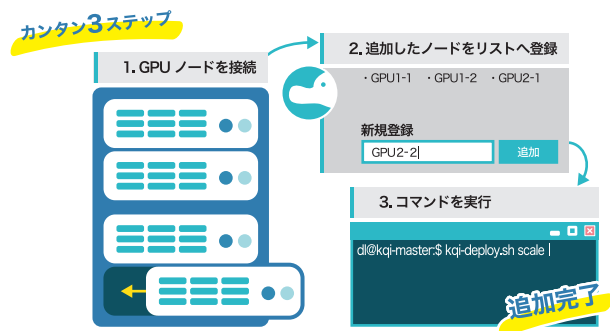 カンタン3ステップ
1. GPU ノードを接続
2. 追加したノードをリストへ登録
・GPU1-1 ・GPU1-2 ・GPU2-1
新規登録
GPU2-2
追加
3. コマンドを実行
dl@kqi-master:$ kqi-deploy.sh scale
追加完了